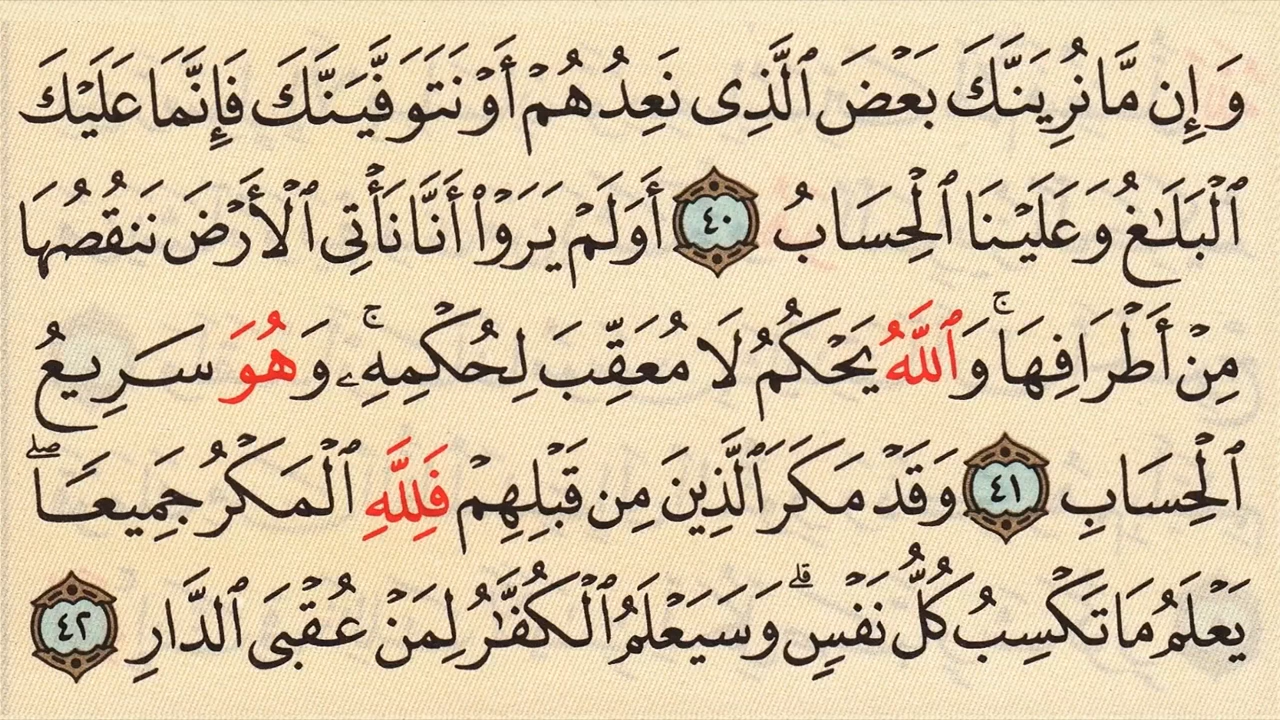 وَإِن مَّا نُرِيَنَّكَ بَعْضَ ٱلَّذِى نَعِدُهُمْ أَوْ نَتَوَفَّيَنَّكَ فَإِنَّمَا عَلَيْكَ
ٱلْبَلَـٰغُ وَعَلَيْنَا ٱلْحِسَابُ ٤٠ أَوَلَمْ يَرَوْا۟ أَنَّا نَأْتِى ٱلْأَرْضَ نَنقُصُهَا
مِنْ أَطْرَافِهَا ۚ وَٱللَّهُ يَحْكُمُ لَا مُعَقِّبَ لِحُكْمِهِۦ ۚ وَهُوَ سَرِيعُ
ٱلْحِسَابِ ٤١ وَقَدْ مَكَرَ ٱلَّذِينَ مِن قَبْلِهِمْ فَلِلَّهِ ٱلْمَكْرُ جَمِيعًا ۖ
يَعْلَمُ مَا تَكْسِبُ كُلُّ نَفْسٍ ۗ وَسَيَعْلَمُ ٱلْكُفَّـٰرُ لِمَنْ عُقْبَى ٱلدَّارِ ٤٢